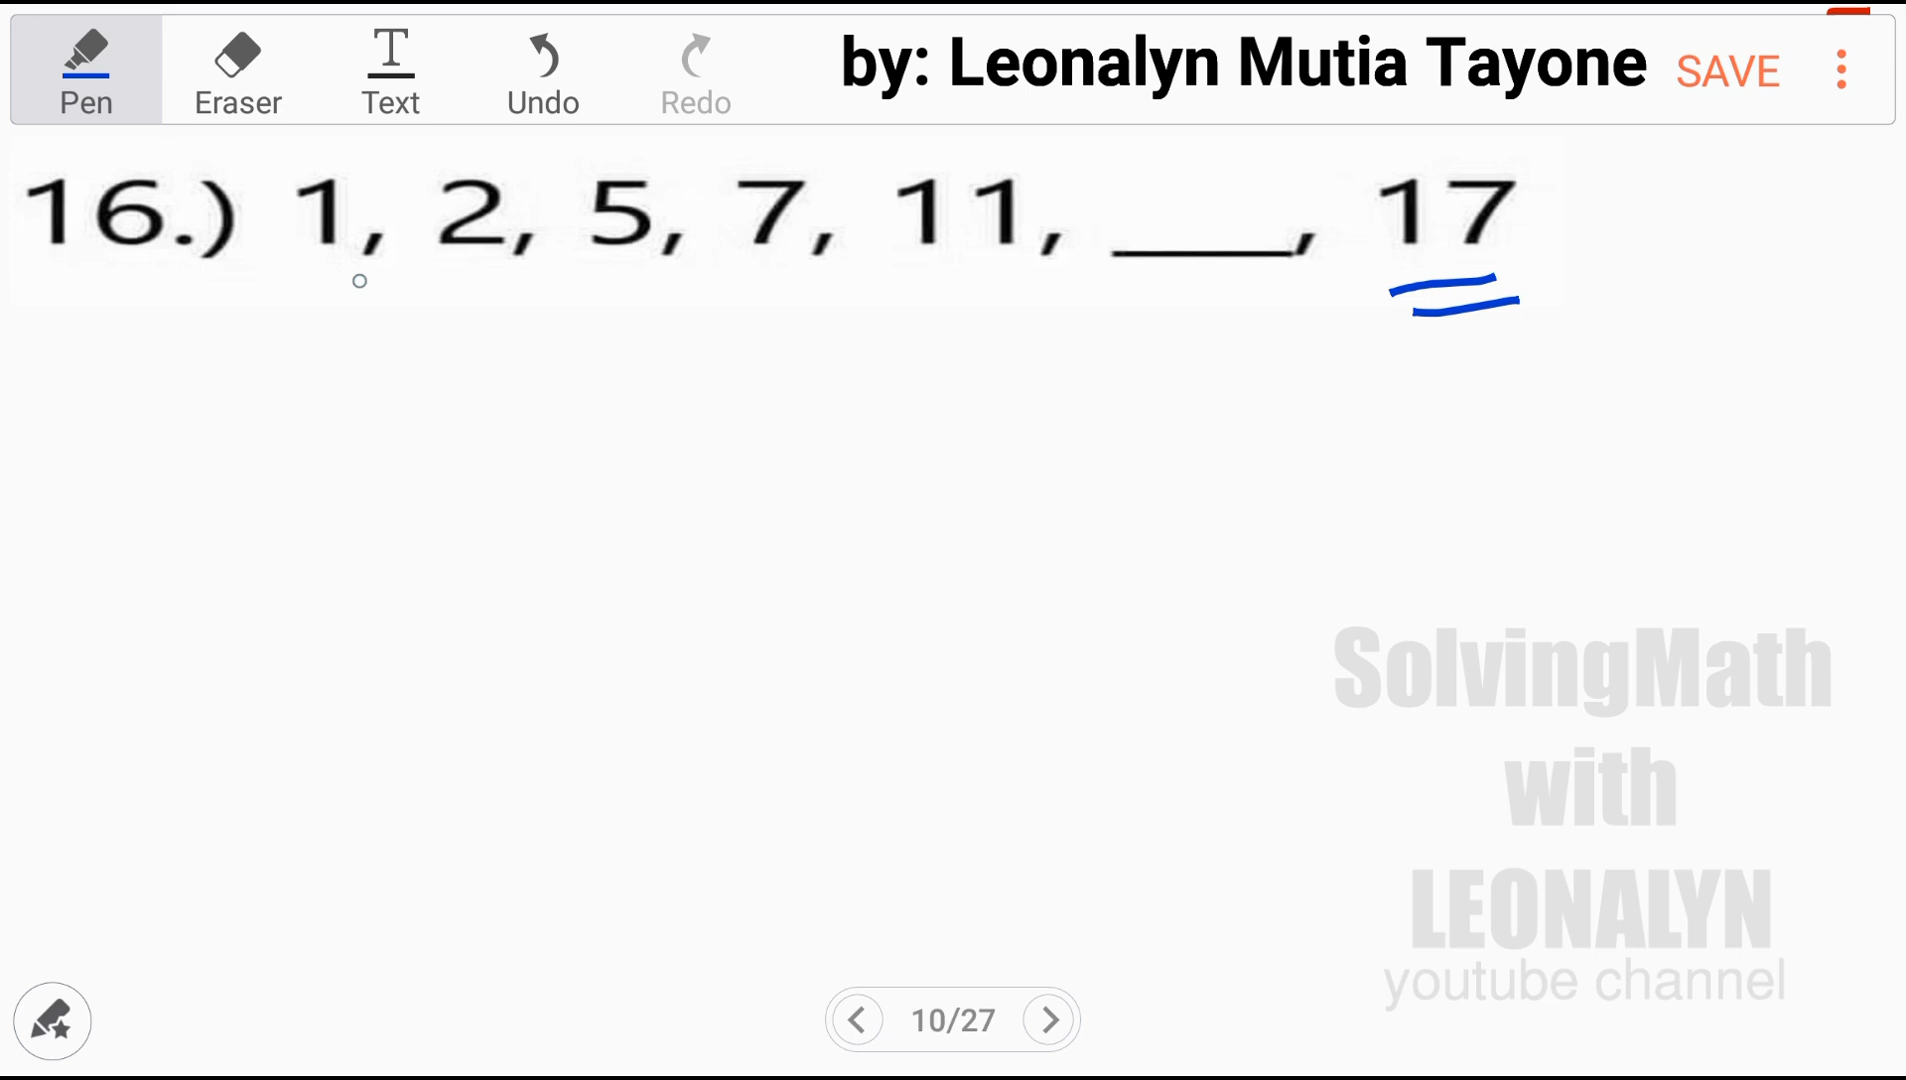 Pen Eraser Text Undo Redo by: Leonalyn Mutia Tayone SAVE
16.) 1, 2, 5, 7, 11, ____, 17
SolvingMath
with
LEONALYN
youtube channel
10/27